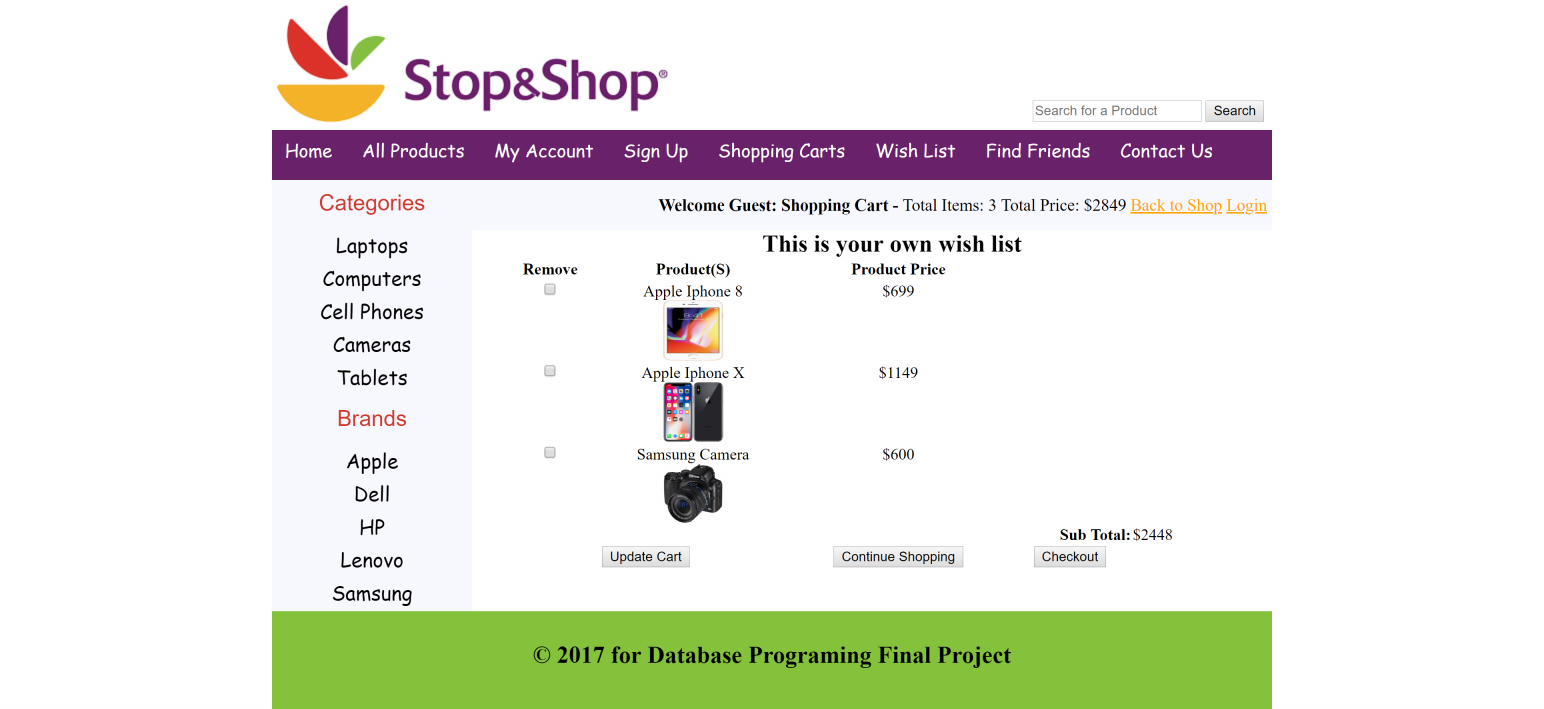 Stop&Shop®
Search for a Product Search
Home All Products My Account Sign Up Shopping Carts Wish List Find Friends Contact Us
Categories
Laptops
Computers
Cell Phones
Cameras
Tablets
Brands
Apple
Dell
HP
Lenovo
Samsung
Welcome Guest: Shopping Cart - Total Items: 3 Total Price: $2849 Back to Shop Login
This is your own wish list
Remove Product(S) Product Price
Apple Iphone 8 $699
Apple Iphone X $1149
Samsung Camera $600
Sub Total: $2448
Update Cart Continue Shopping Checkout
© 2017 for Database Programing Final Project